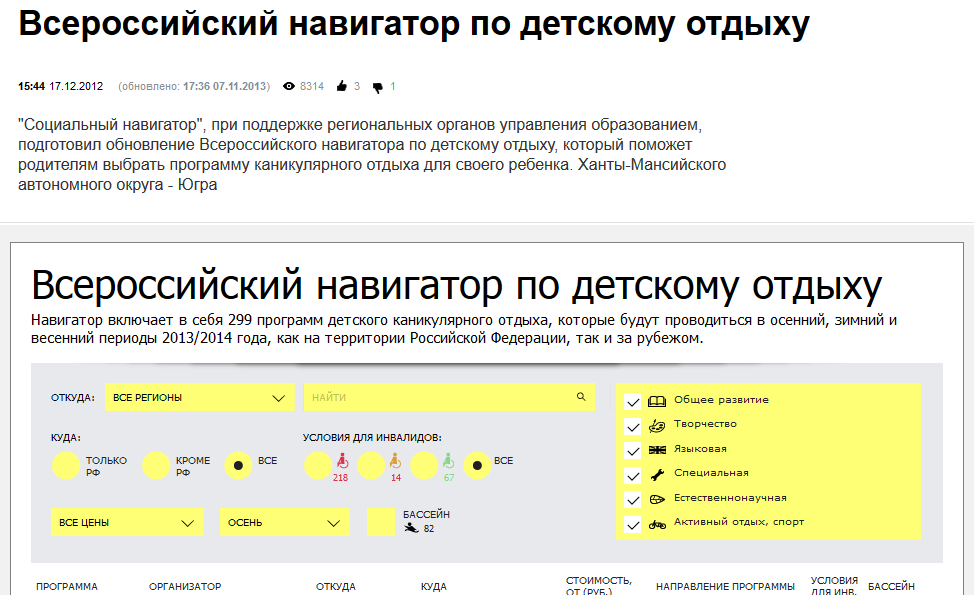 Всероссийский навигатор по детскому отдыху
15:44 17.12.2012 (обновлено: 17:36 07.11.2013) 8314 3 1
"Социальный навигатор", при поддержке региональных органов управления образованием,
подготовил обновление Всероссийского навигатора по детскому отдыху, который поможет
родителям выбрать программу каникулярного отдыха для своего ребенка. Ханты-Мансийского
автономного округа - Югра
Всероссийский навигатор по детскому отдыху
Навигатор включает в себя 299 программ детского каникулярного отдыха, которые будут проводиться в осенний, зимний и
весенний периоды 2013/2014 года, как на территории Российской Федерации, так и за рубежом.
ОТКУДА: ВСЕ РЕГИОНЫ НАЙТИ
КУДА:
ТОЛЬКО
РФ
КРОМЕ
РФ
ВСЕ
УСЛОВИЯ ДЛЯ ИНВАЛИДОВ:
218 14 67 ВСЕ
ВСЕ ЦЕНЫ ОСЕНЬ
БАССЕЙН
82
Общее развитие
Творчество
Языковая
Специальная
Естественнонаучная
Активный отдых, спорт
ПРОГРАММА ОРГАНИЗАТОР ОТКУДА КУДА
СТОИМОСТЬ,
ОТ (РУБ.)
НАПРАВЛЕНИЕ ПРОГРАММЫ
УСЛОВИЯ
ДЛЯ ИНВ.
БАССЕЙН